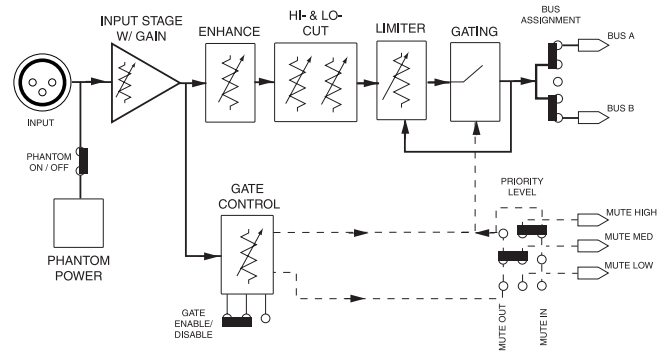 INPUT STAGE
W/ GAIN
ENHANCE
HI- & LO-
CUT
LIMITER
GATING
BUS
ASSIGNMENT
BUS A
BUS B
INPUT
PHANTOM
ON / OFF
PHANTOM
POWER
GATE
CONTROL
GATE
ENABLE/
DISABLE
PRIORITY
LEVEL
MUTE HIGH
MUTE MED
MUTE LOW
MUTE OUT
MUTE IN